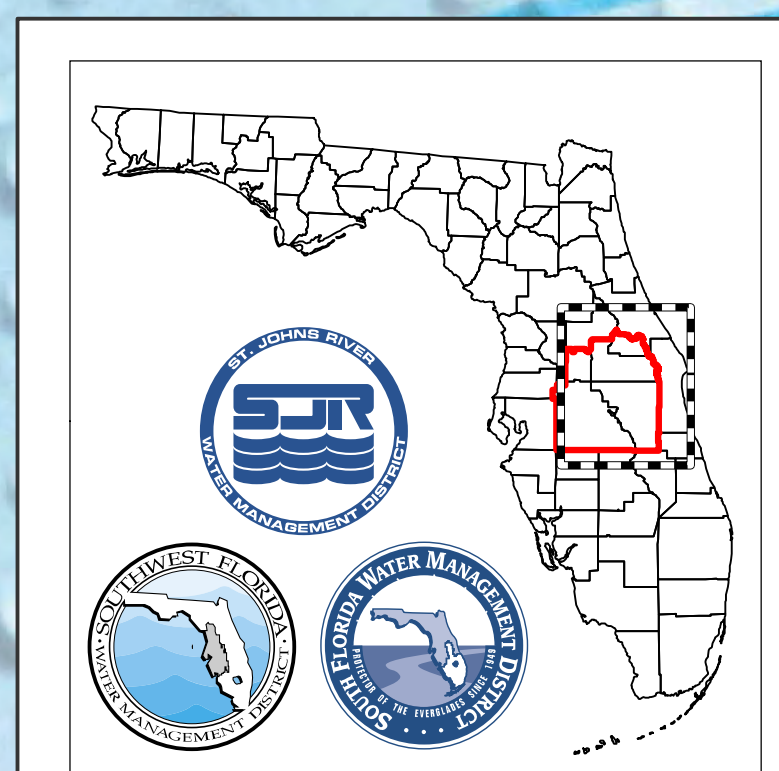 ST. JOHNS RIVER
SJR
WATER MANAGEMENT DISTRICT
SOUTHWEST FLORIDA
WATER MANAGEMENT DISTRICT
SOUTH FLORIDA WATER MANAGEMENT DISTRICT
PROTECTOR OF THE EVERGLADES SINCE 1949